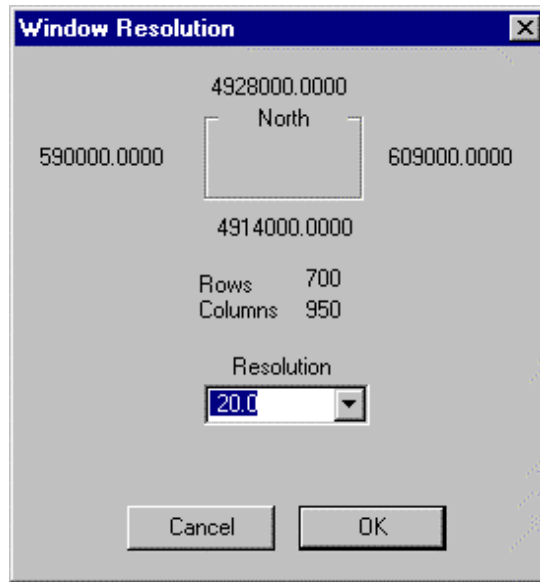 Window Resolution
4928000.0000
North
590000.0000 609000.0000
4914000.0000
Rows 700
Columns 950
Resolution
20.0
Cancel OK